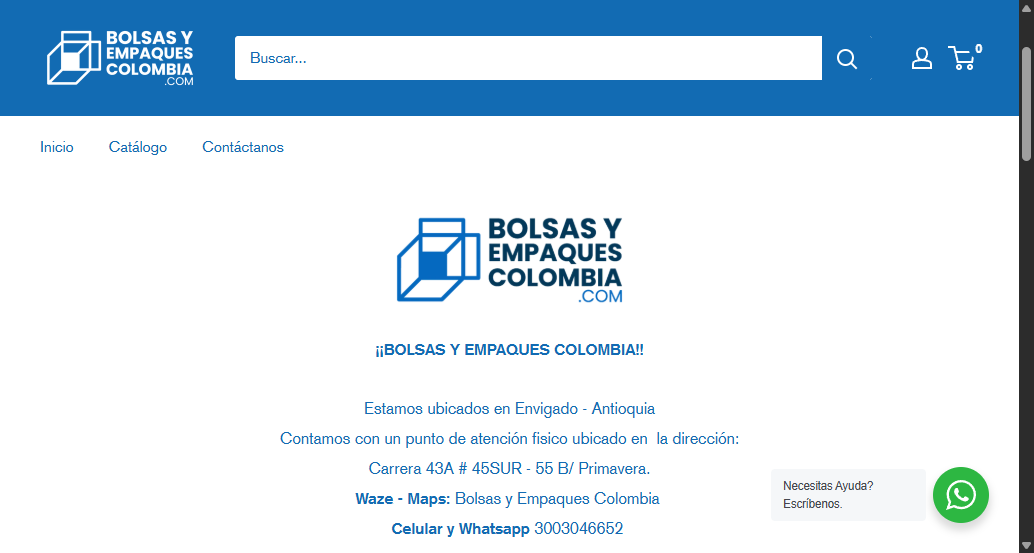 BOLSAS Y
EMPAQUES
COLOMBIA
.COM
Buscar...
0
Inicio
Catálogo
Contáctanos
BOLSAS Y
EMPAQUES
COLOMBIA
.COM
¡¡BOLSAS Y EMPAQUES COLOMBIA!!
Estamos ubicados en Envigado - Antioquia
Contamos con un punto de atención fisico ubicado en  la dirección:
Carrera 43A # 45SUR - 55 B/ Primavera.
Waze - Maps: Bolsas y Empaques Colombia
Celular y Whatsapp 3003046652
Necesitas Ayuda?
Escríbenos.